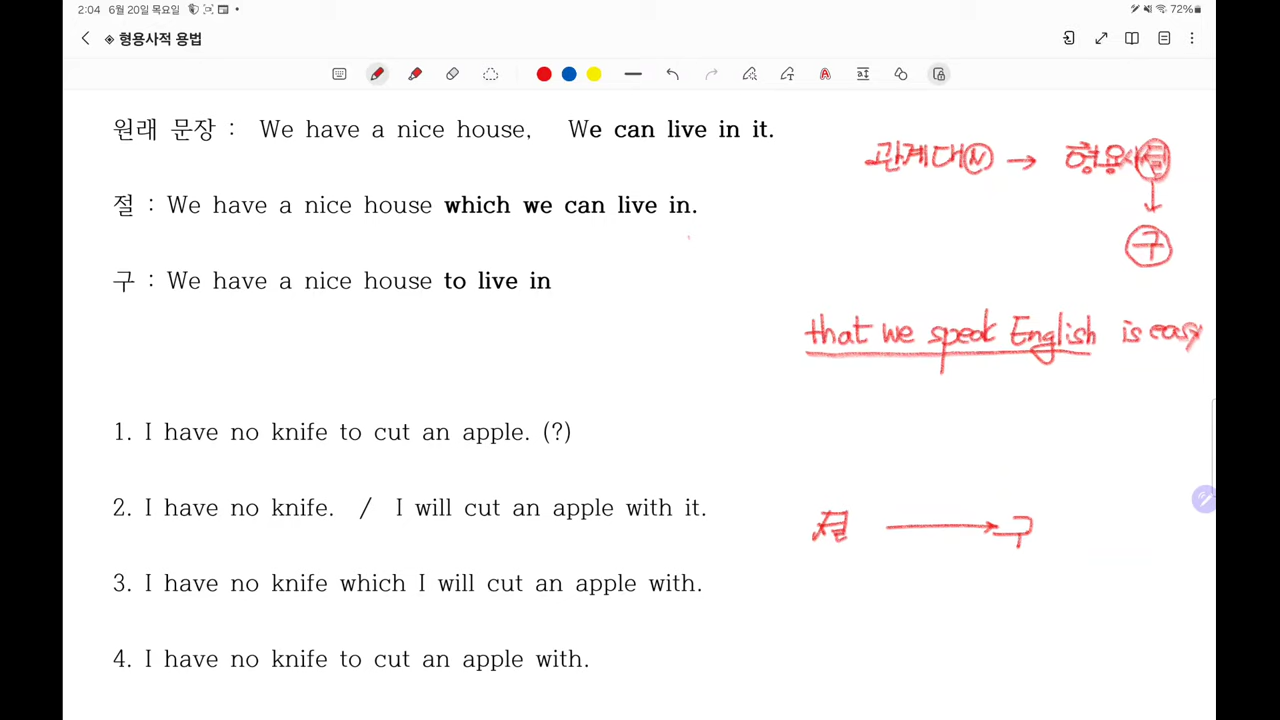 2:04 6월 20일 목요일 72%
형용사적 용법
원래 문장 : We have a nice house, We can live in it.
관계대ⓝ → 형용사절
절 : We have a nice house which we can live in.
구
구 : We have a nice house to live in
that we speak English is easy
1. I have no knife to cut an apple. (?)
2. I have no knife. / I will cut an apple with it.
절 → 구
3. I have no knife which I will cut an apple with.
4. I have no knife to cut an apple with.